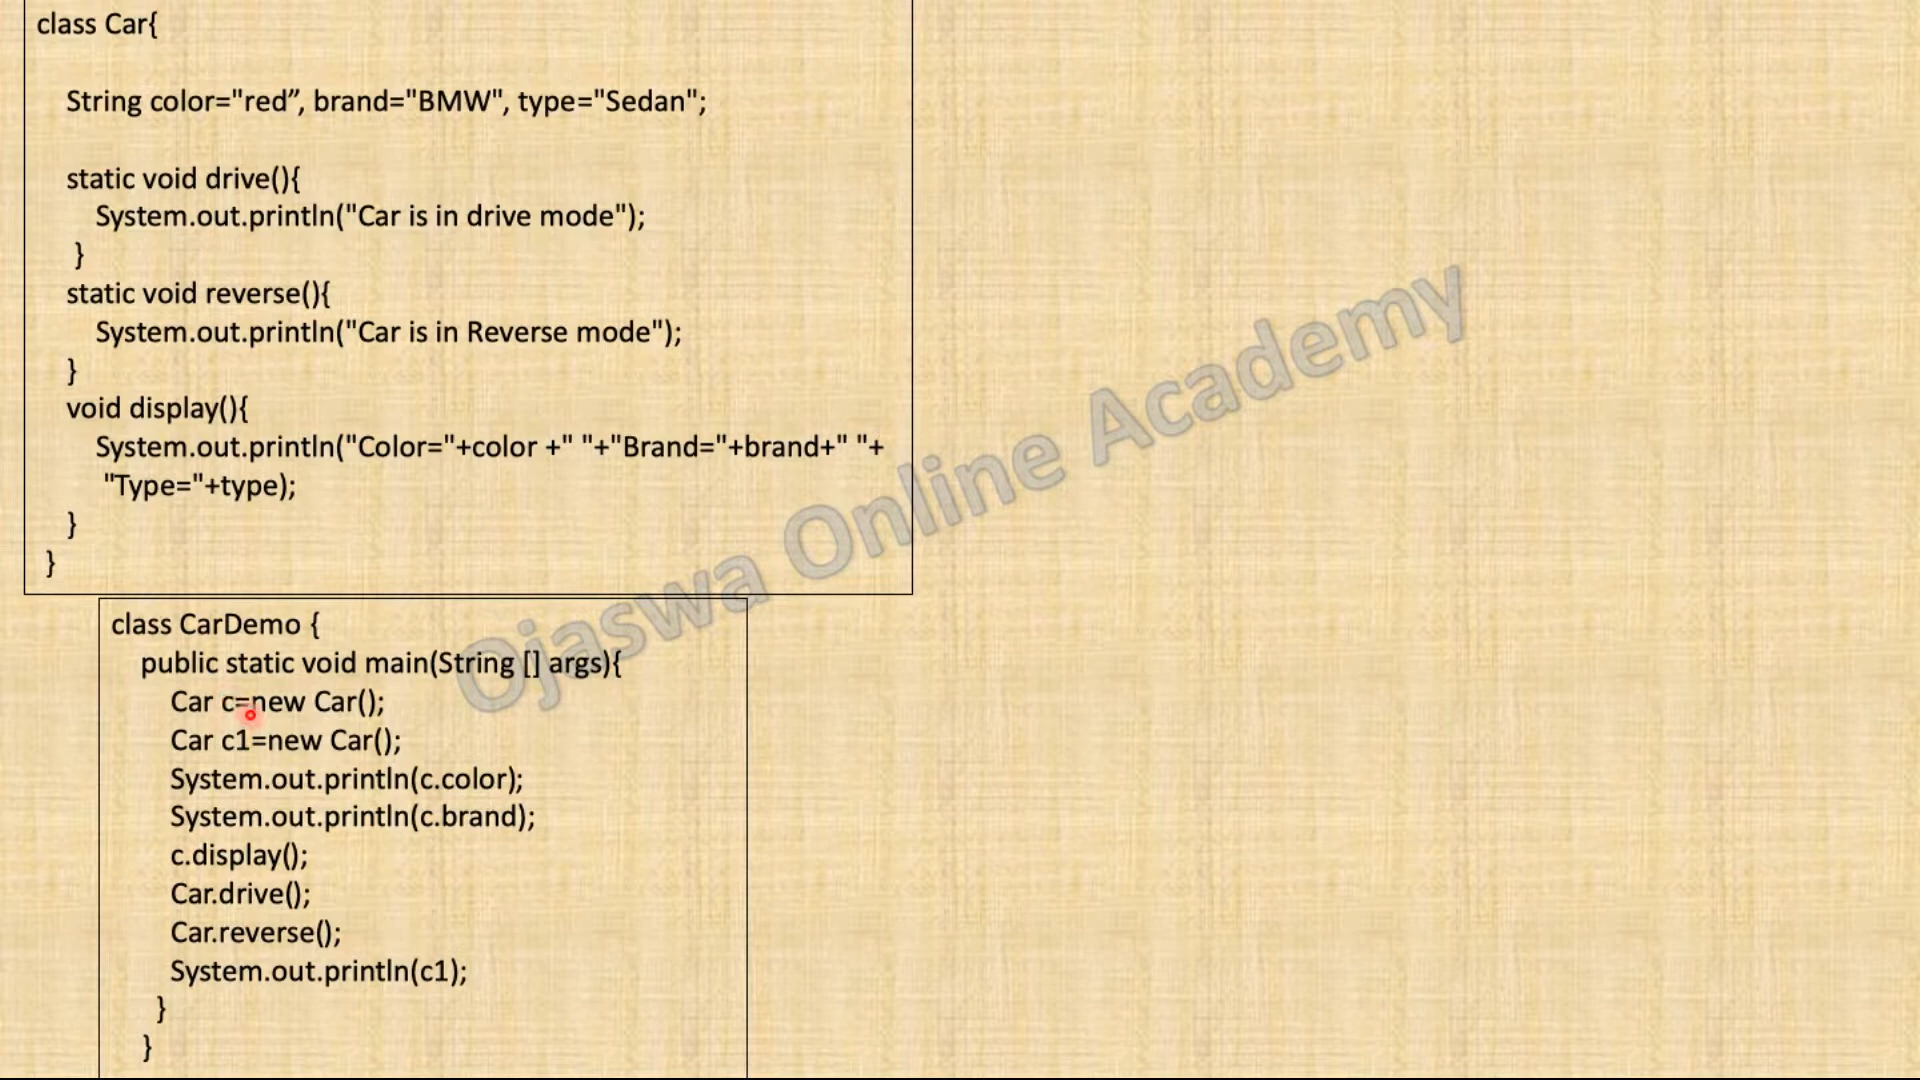 class Car{
String color="red”, brand="BMW", type="Sedan";
static void drive(){
System.out.println("Car is in drive mode");
}
static void reverse(){
System.out.println("Car is in Reverse mode");
}
void display(){
System.out.println("Color="+color +" "+"Brand="+brand+" "+
"Type="+type);
}
}
class CarDemo {
public static void main(String [] args){
Car c=new Car();
Car c1=new Car();
System.out.println(c.color);
System.out.println(c.brand);
c.display();
Car.drive();
Car.reverse();
System.out.println(c1);
}
}
Ojaswa Online Academy